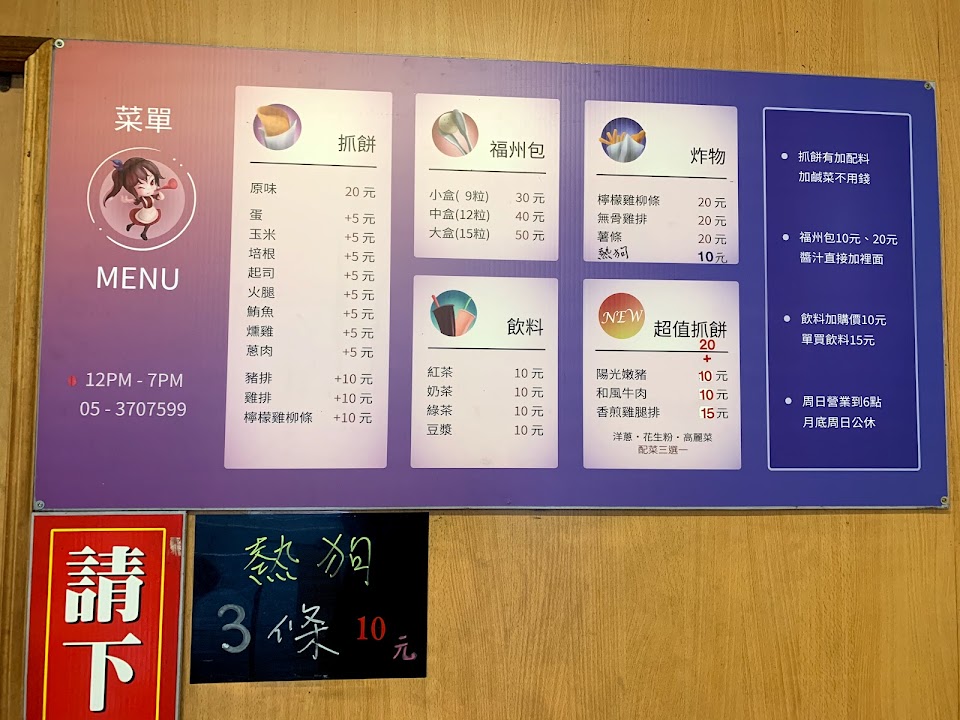 菜單
MENU
12PM - 7PM
05 - 3707599
抓餅
原味 20 元
蛋 +5 元
玉米 +5 元
培根 +5 元
起司 +5 元
火腿 +5 元
鮪魚 +5 元
燻雞 +5 元
蔥肉 +5 元
豬排 +10 元
雞排 +10 元
檸檬雞柳條 +10 元
福州包
小盒( 9粒) 30 元
中盒(12粒) 40 元
大盒(15粒) 50 元
飲料
紅茶 10 元
奶茶 10 元
綠茶 10 元
豆漿 10 元
炸物
檸檬雞柳條 20 元
無骨雞排 20 元
薯條 20 元
熱狗 10元
NEW
超值抓餅
20
+
陽光嫩豬 10 元
和風牛肉 10 元
香煎雞腿排 15 元
洋蔥・花生粉・高麗菜
配菜三選一
抓餅有加配料
加鹹菜不用錢
福州包10元、20元
醬汁直接加裡面
飲料加購價10元
單買飲料15元
周日營業到6點
月底周日公休
請
下
熱狗
3條 10元